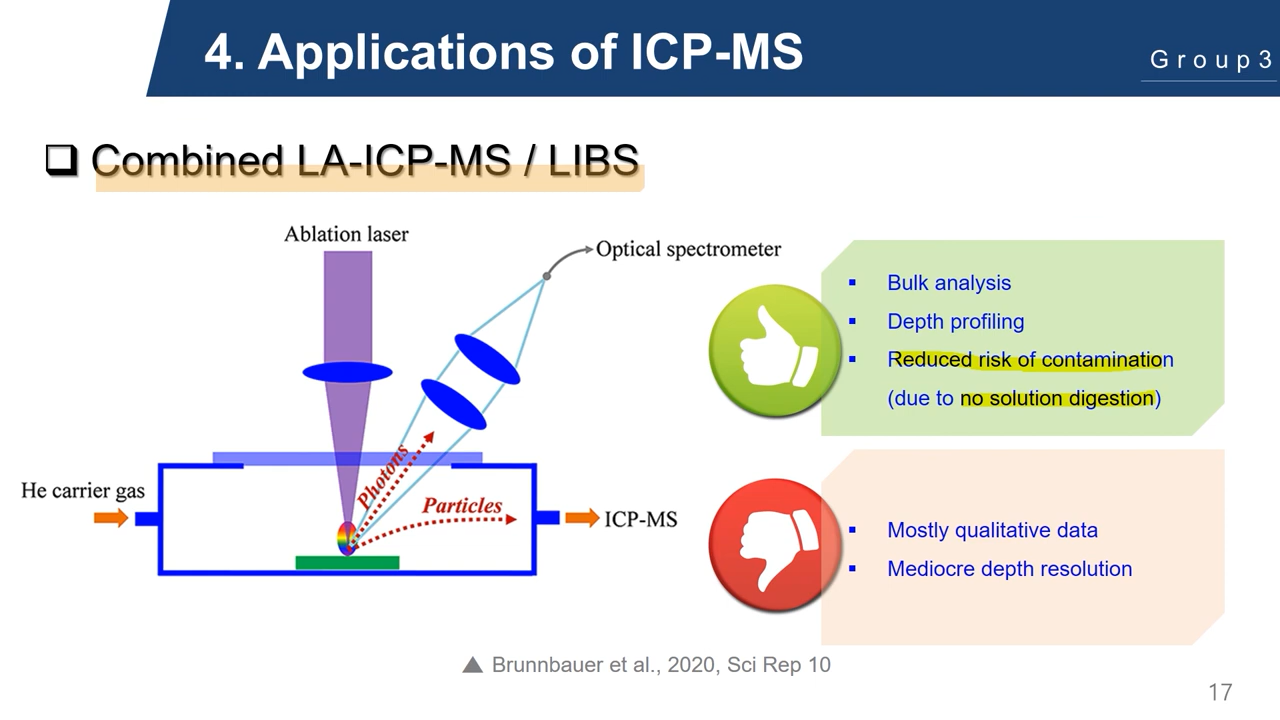 4. Applications of ICP-MS
Group3
Combined LA-ICP-MS / LIBS
Ablation laser
Optical spectrometer
Photons
Particles
He carrier gas
ICP-MS
Bulk analysis
Depth profiling
Reduced risk of contamination
(due to no solution digestion)
Mostly qualitative data
Mediocre depth resolution
Brunnbauer et al., 2020, Sci Rep 10
17